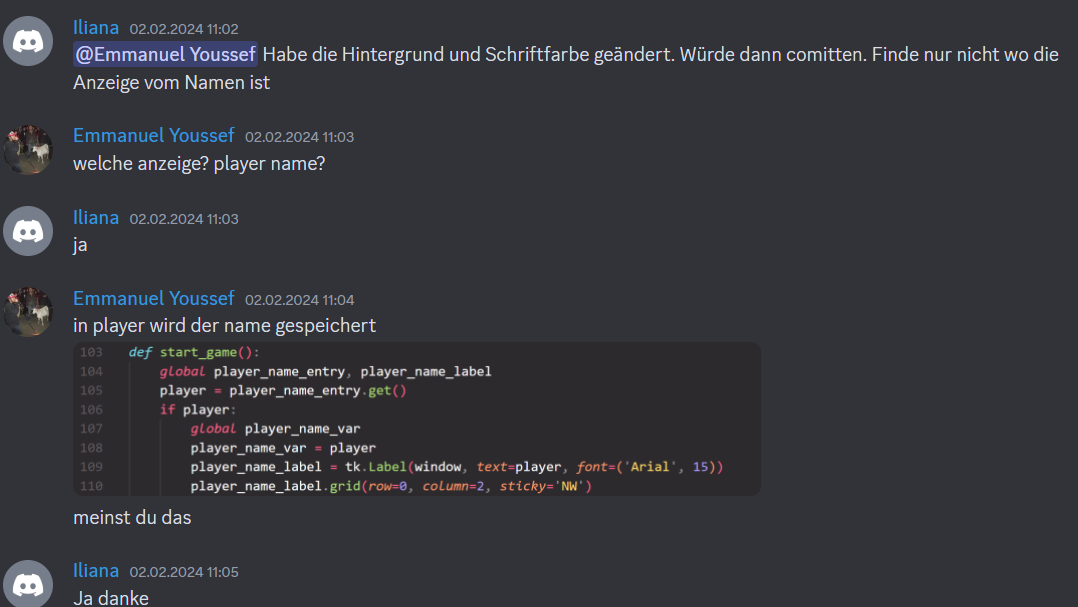 Iliana 02.02.2024 11:02
@Emmanuel Youssef Habe die Hintergrund und Schriftfarbe geändert. Würde dann comitten. Finde nur nicht wo die
Anzeige vom Namen ist
Emmanuel Youssef 02.02.2024 11:03
welche anzeige? player name?
Iliana 02.02.2024 11:03
ja
Emmanuel Youssef 02.02.2024 11:04
in player wird der name gespeichert
103 def start_game():
104 global player_name_entry, player_name_label
105 player = player_name_entry.get()
106 if player:
107 global player_name_var
108 player_name_var = player
109 player_name_label = tk.Label(window, text=player, font=('Arial', 15))
110 player_name_label.grid(row=0, column=2, sticky='NW')
meinst du das
Iliana 02.02.2024 11:05
Ja danke